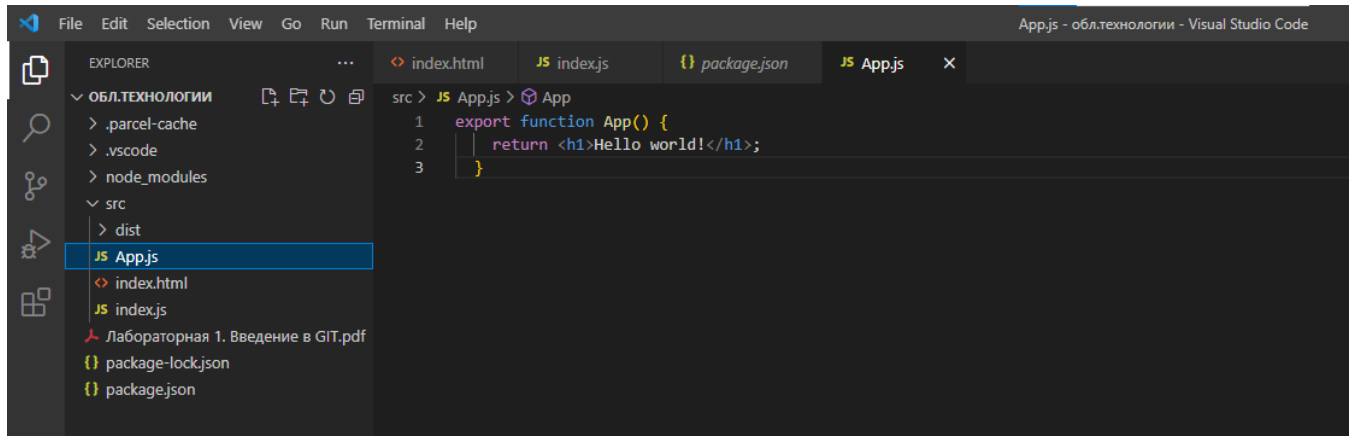 File Edit Selection View Go Run Terminal Help App.js - обл.технологии - Visual Studio Code
EXPLORER ...
ОБЛ.ТЕХНОЛОГИИ
> .parcel-cache
> .vscode
> node_modules
src
> dist
JS App.js
<> index.html
JS index.js
Лабораторная 1. Введение в GIT.pdf
{} package-lock.json
{} package.json
<> index.html JS index.js {} package.json JS App.js
src > JS App.js > App
1 export function App() {
2 return <h1>Hello world!</h1>;
3 }